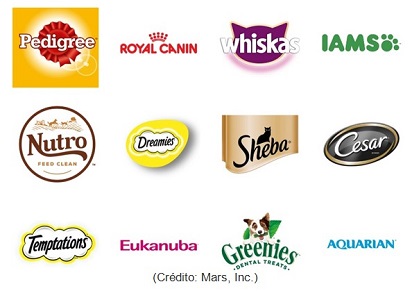 Pedigree
ROYAL CANIN
whiskas
IAMS
NUTRO
FEED CLEAN
Dreamies
Sheba
Cesar
Temptations
Eukanuba
Greenies
DENTAL TREATS
AQUARIAN
(Crédito: Mars, Inc.)